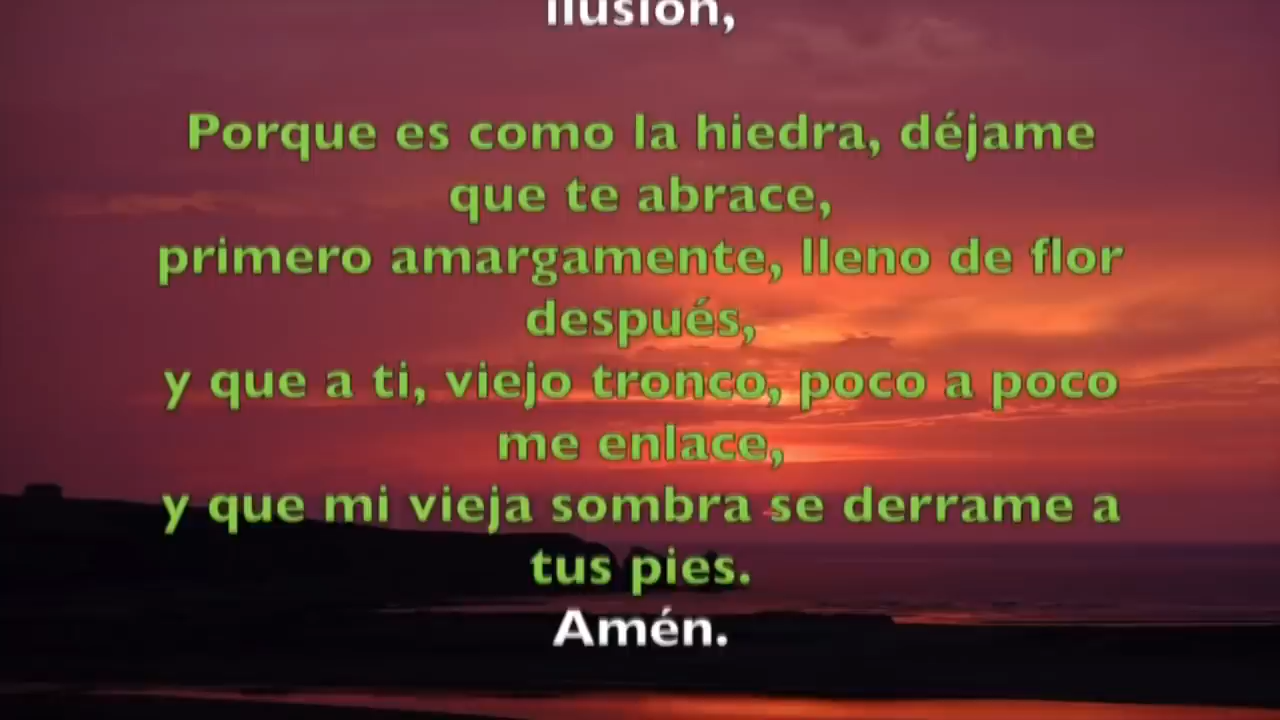 ilusión,
Porque es como la hiedra, déjame
que te abrace,
primero amargamente, lleno de flor
después,
y que a ti, viejo tronco, poco a poco
me enlace,
y que mi vieja sombra se derrame a
tus pies.
Amén.